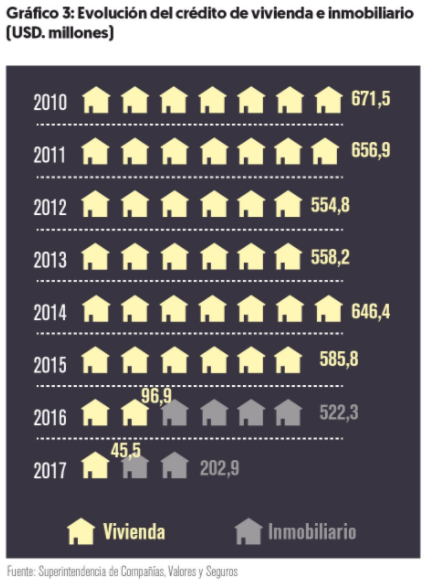 Gráfico 3: Evolución del crédito de vivienda e inmobiliario
(USD. millones)
2010 671,5
2011 656,9
2012 554,8
2013 558,2
2014 646,4
2015 585,8
2016 96,9 522,3
2017 45,5 202,9
Vivienda Inmobiliario
Fuente: Superintendencia de Compañías, Valores y Seguros